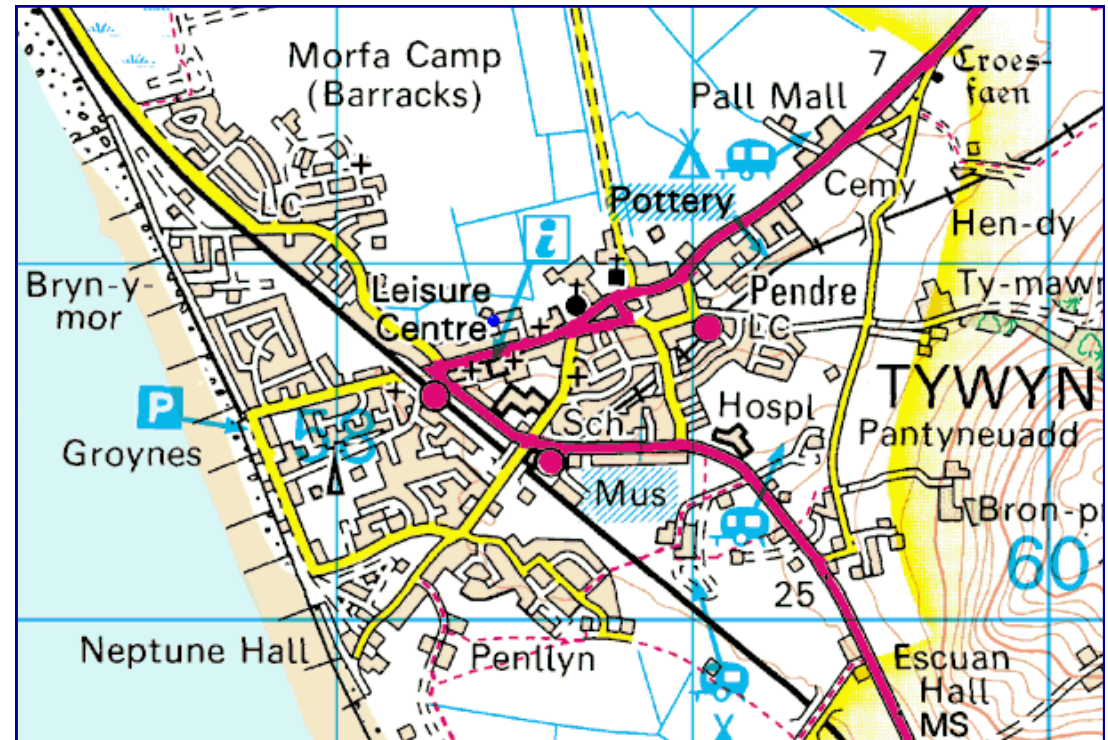 Morfa Camp
(Barracks)
7
Croes-
faen
Pall Mall
LC
Pottery
Cemy
Hen-dy
i
Bryn-y-
mor
Leisure
Centre
Pendre
LC
Ty-mawr
TYWYN
P
58
Groynes
Sch
Hospl
Pantyneuadd
Mus
Bron-p
60
25
Neptune Hall
Penllyn
Escuan
Hall
MS